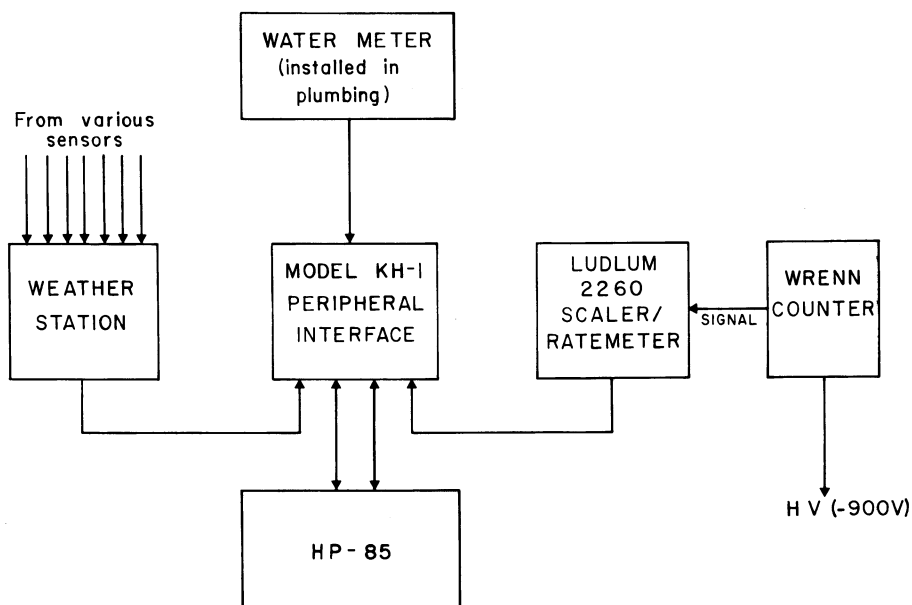 WATER METER
(installed in
plumbing)
From various
sensors
WEATHER
STATION
MODEL KH-1
PERIPHERAL
INTERFACE
LUDLUM
2260
SCALER/
RATEMETER
SIGNAL
WRENN
COUNTER
HV (-900V)
HP-85